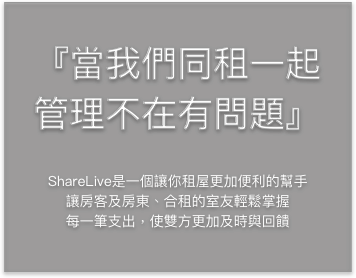 『當我們同租一起
管理不在有問題』
ShareLive是一個讓你租屋更加便利的幫手
讓房客及房東、合租的室友輕鬆掌握
每一筆支出，使雙方更加及時與回饋